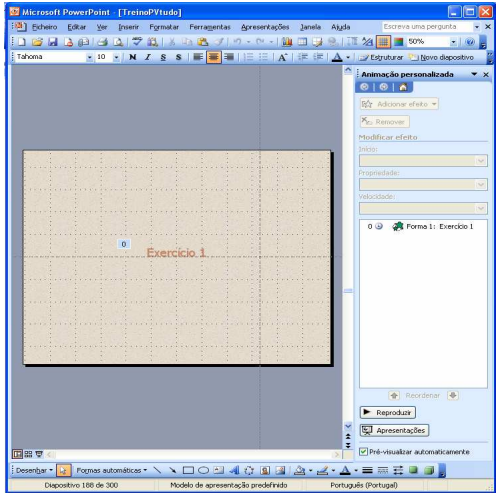 Microsoft PowerPoint - [TreinoPVtudo]
Ficheiro Editar Ver Inserir Formatar Ferramentas Apresentações Janela Ajuda Escreva uma pergunta
50%
Tahoma 10 N I S S A A Estruturar Novo diapositivo
Animação personalizada
Adicionar efeito
Remover
Modificar efeito
Início:
Propriedade:
Velocidade:
0 Forma 1: Exercício 1
0
Exercício 1
Reordenar
Reproduzir
Apresentações
Pré-visualizar automaticamente
Desenhar Formas automáticas A
Diapositivo 188 de 300 Modelo de apresentação predefinido Português (Portugal)